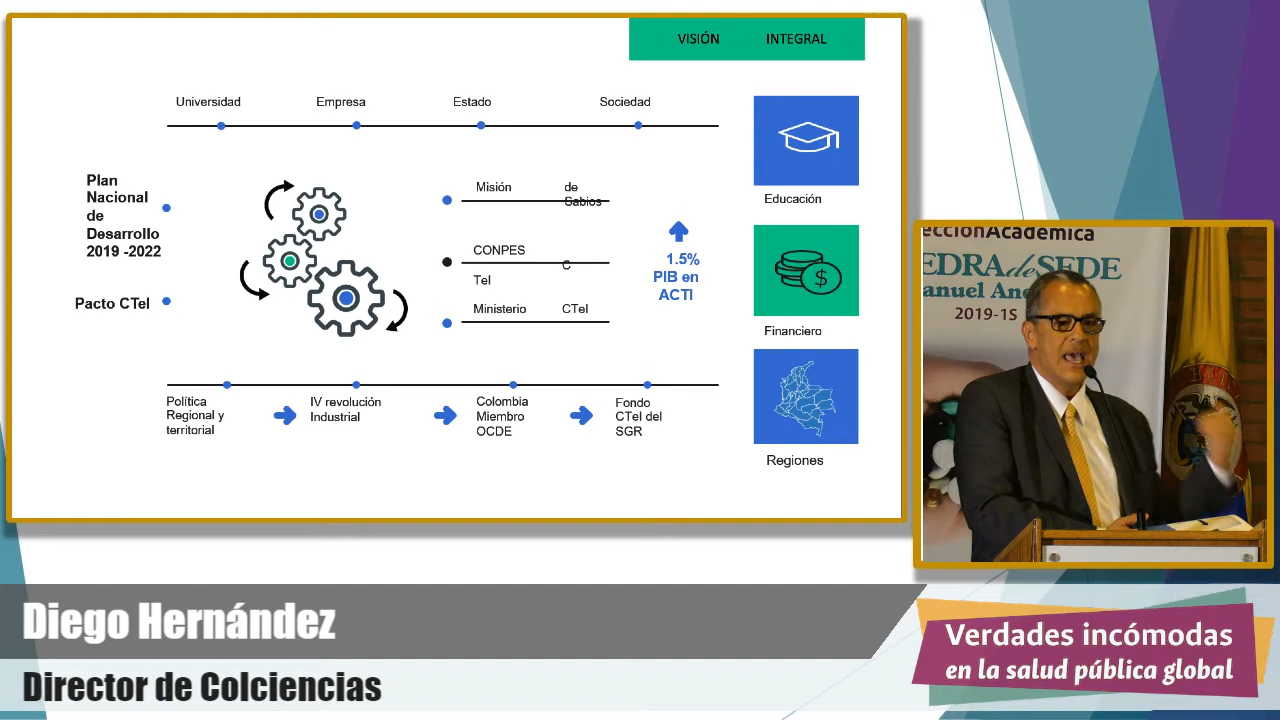 VISIÓN INTEGRAL
Universidad
Empresa
Estado
Sociedad
Plan
Nacional
de
Desarrollo
2019 -2022
Pacto CTeI
Misión de
Sabios
CONPES
C
TeI
Ministerio CTeI
1.5%
PIB en
ACTI
Educación
Financiero
Regiones
Política
Regional y
territorial
IV revolución
Industrial
Colombia
Miembro
OCDE
Fondo
CTeI del
SGR
ecciónAcadémica
EDRA de SEDE
anuel An
2019-1S
Diego Hernández
Director de Colciencias
Verdades incómodas
en la salud pública global